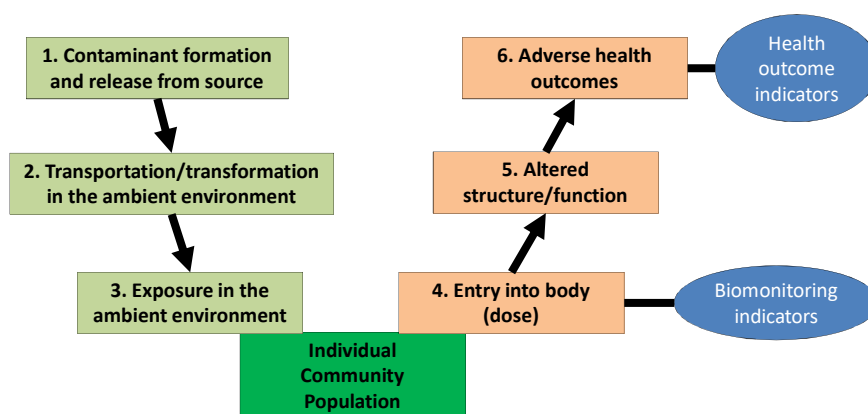 1. Contaminant formation
and release from source
2. Transportation/transformation
in the ambient environment
3. Exposure in the
ambient environment
Individual
Community
Population
4. Entry into body
(dose)
5. Altered
structure/function
6. Adverse health
outcomes
Health
outcome
indicators
Biomonitoring
indicators